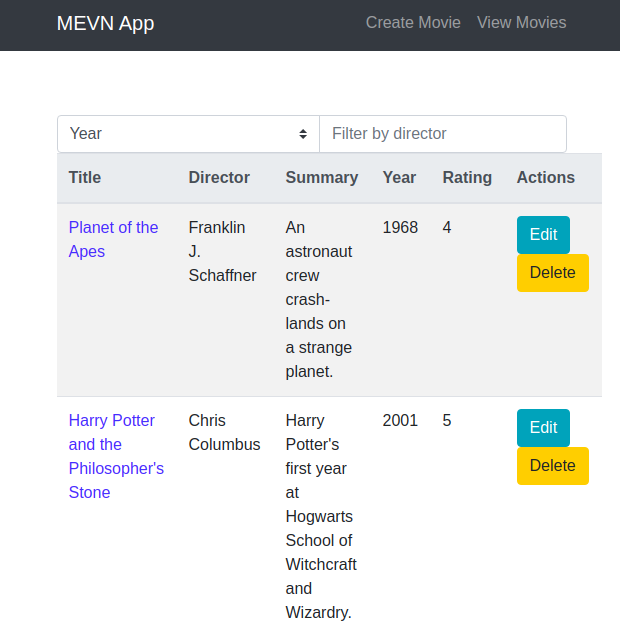 MEVN App Create Movie View Movies
Year Filter by director
Title Director Summary Year Rating Actions
Planet of the Franklin An 1968 4 Edit
Apes J. astronaut
Schaffner crew Delete
crash-
lands on
a strange
planet.
Harry Potter Chris Harry 2001 5 Edit
and the Columbus Potter's
Philosopher's first year Delete
Stone at
Hogwarts
School of
Witchcraft
and
Wizardry.